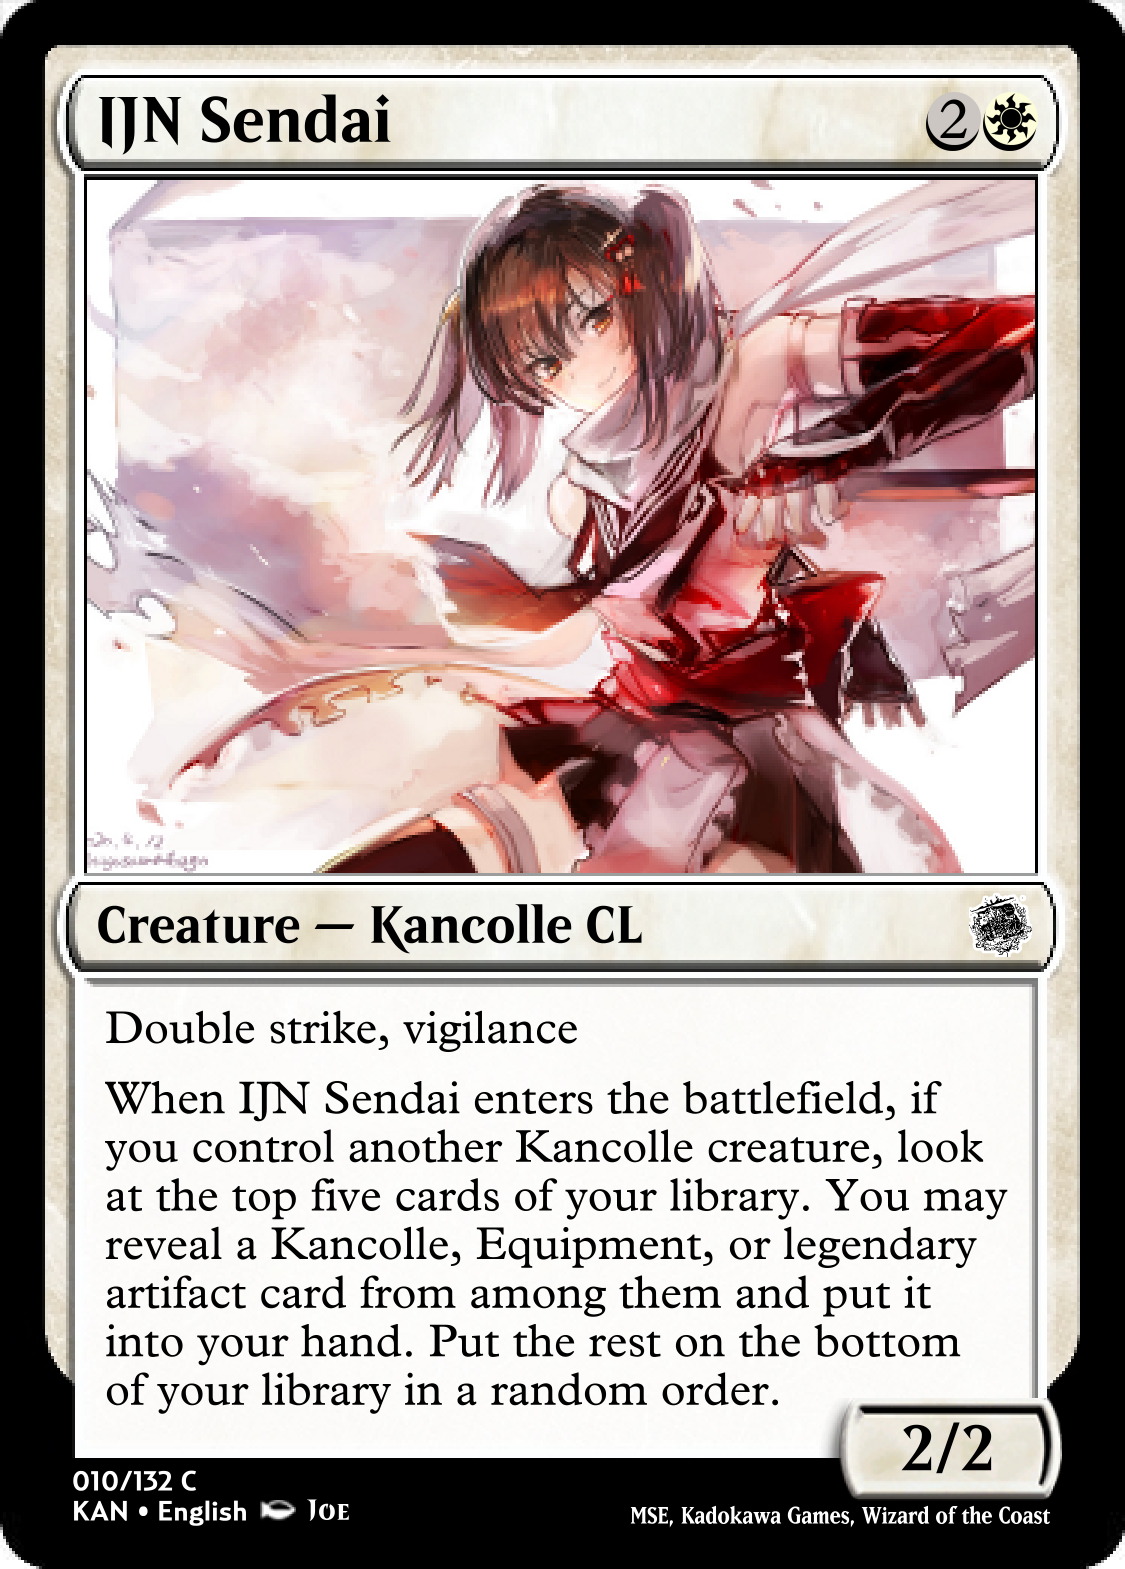 IJN Sendai
2
Creature — Kancolle CL
Double strike, vigilance
When IJN Sendai enters the battlefield, if
you control another Kancolle creature, look
at the top five cards of your library. You may
reveal a Kancolle, Equipment, or legendary
artifact card from among them and put it
into your hand. Put the rest on the bottom
of your library in a random order.
2/2
010/132 C
KAN • English JOE
MSE, Kadokawa Games, Wizard of the Coast